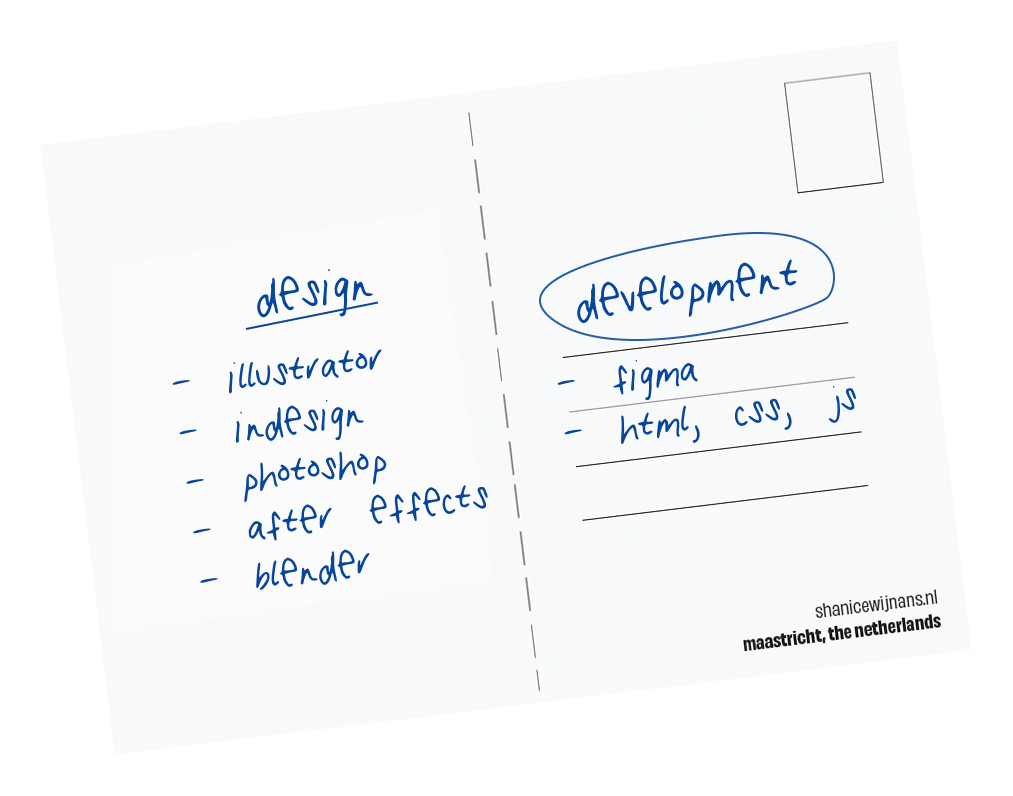 design
- illustrator
- indesign
- photoshop
- after effects
- blender
development
- figma
- html, css, js
shanicewijnans.nl
maastricht, the netherlands